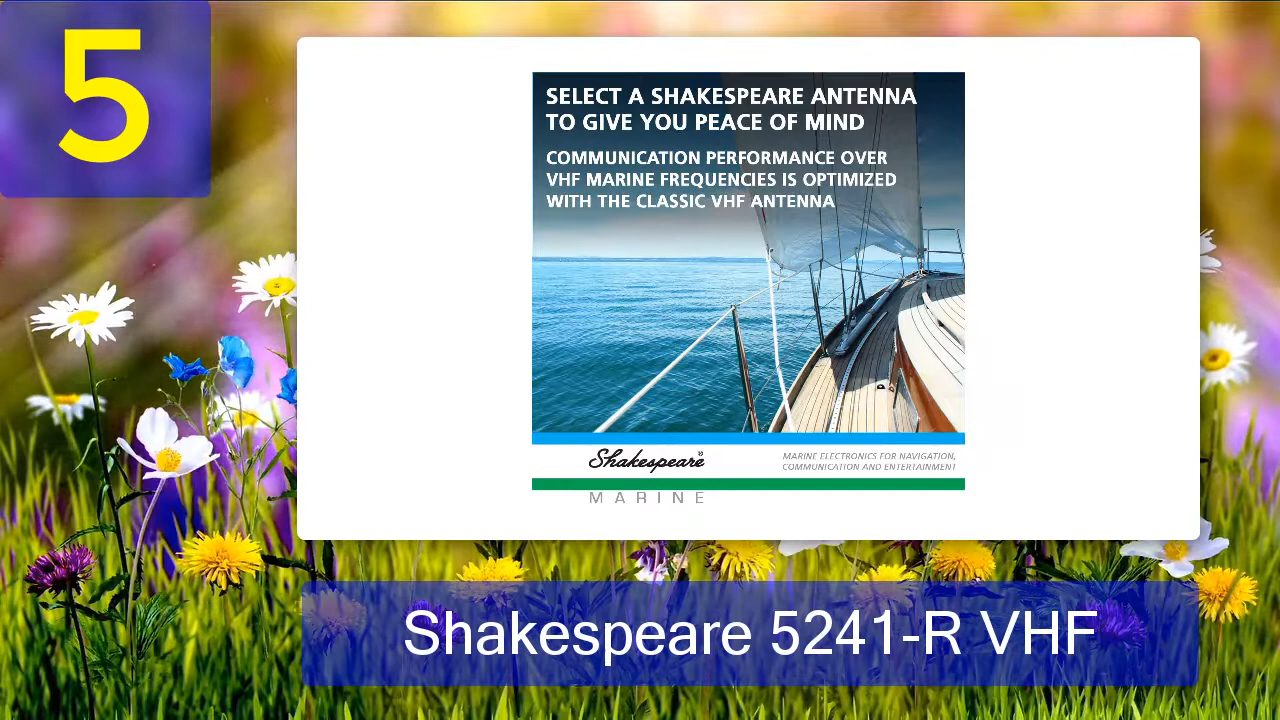 5
SELECT A SHAKESPEARE ANTENNA
TO GIVE YOU PEACE OF MIND
COMMUNICATION PERFORMANCE OVER
VHF MARINE FREQUENCIES IS OPTIMIZED
WITH THE CLASSIC VHF ANTENNA
Shakespeare®
MARINE ELECTRONICS FOR NAVIGATION,
COMMUNICATION AND ENTERTAINMENT
MARINE
Shakespeare 5241-R VHF